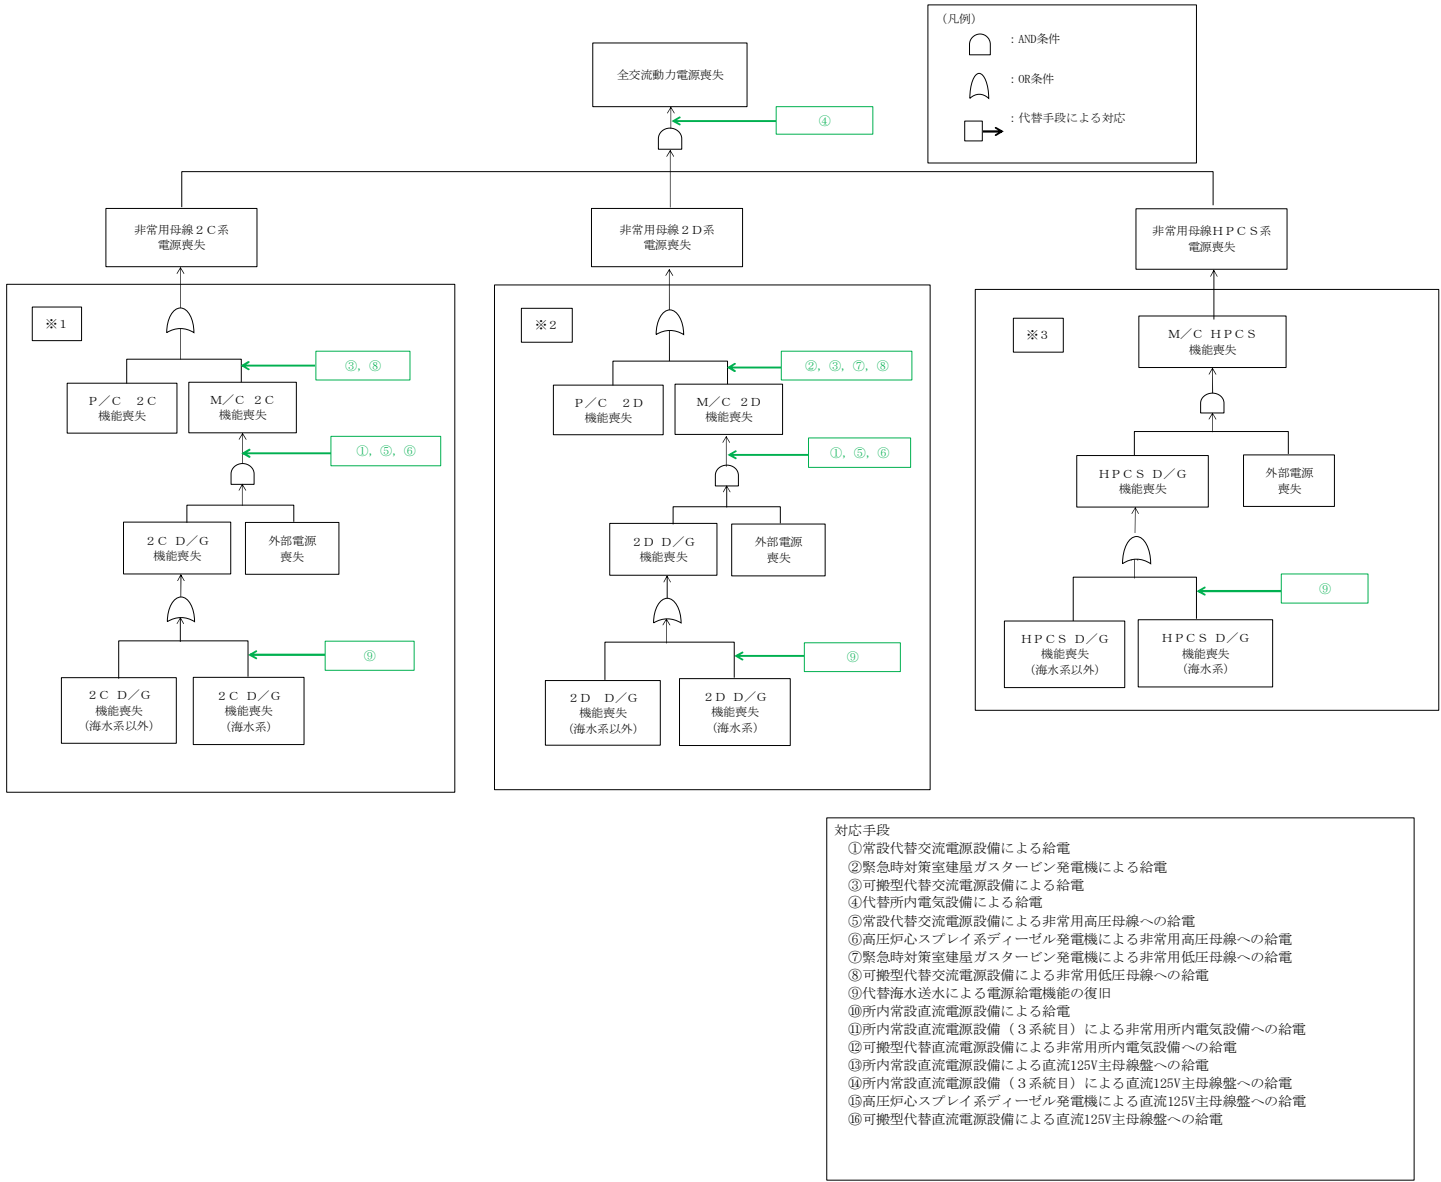 (凡例)
：AND条件
：OR条件
：代替手段による対応
全交流動力電源喪失
④
非常用母線２Ｃ系
電源喪失
非常用母線２Ｄ系
電源喪失
非常用母線ＨＰＣＳ系
電源喪失
※1
③, ⑧
Ｐ／Ｃ　２Ｃ
機能喪失
Ｍ／Ｃ ２Ｃ
機能喪失
①, ⑤, ⑥
２Ｃ Ｄ／Ｇ
機能喪失
外部電源
喪失
⑨
２Ｃ Ｄ／Ｇ
機能喪失
(海水系以外)
２Ｃ Ｄ／Ｇ
機能喪失
(海水系)
※2
②, ③, ⑦, ⑧
Ｐ／Ｃ　２Ｄ
機能喪失
Ｍ／Ｃ ２Ｄ
機能喪失
①, ⑤, ⑥
２Ｄ Ｄ／Ｇ
機能喪失
外部電源
喪失
⑨
２Ｄ　Ｄ／Ｇ
機能喪失
(海水系以外)
２Ｄ Ｄ／Ｇ
機能喪失
(海水系)
※3
Ｍ／Ｃ ＨＰＣＳ
機能喪失
ＨＰＣＳ Ｄ／Ｇ
機能喪失
外部電源
喪失
⑨
ＨＰＣＳ Ｄ／Ｇ
機能喪失
(海水系以外)
ＨＰＣＳ Ｄ／Ｇ
機能喪失
(海水系)
対応手段
①常設代替交流電源設備による給電
②緊急時対策室建屋ガスタービン発電機による給電
③可搬型代替交流電源設備による給電
④代替所内電気設備による給電
⑤常設代替交流電源設備による非常用高圧母線への給電
⑥高圧炉心スプレイ系ディーゼル発電機による非常用高圧母線への給電
⑦緊急時対策室建屋ガスタービン発電機による非常用低圧母線への給電
⑧可搬型代替交流電源設備による非常用低圧母線への給電
⑨代替海水送水による電源給電機能の復旧
⑩所内常設直流電源設備による給電
⑪所内常設直流電源設備（３系統目）による非常用所内電気設備への給電
⑫可搬型代替直流電源設備による非常用所内電気設備への給電
⑬所内常設直流電源設備による直流125V主母線盤への給電
⑭所内常設直流電源設備（３系統目）による直流125V主母線盤への給電
⑮高圧炉心スプレイ系ディーゼル発電機による直流125V主母線盤への給電
⑯可搬型代替直流電源設備による直流125V主母線盤への給電